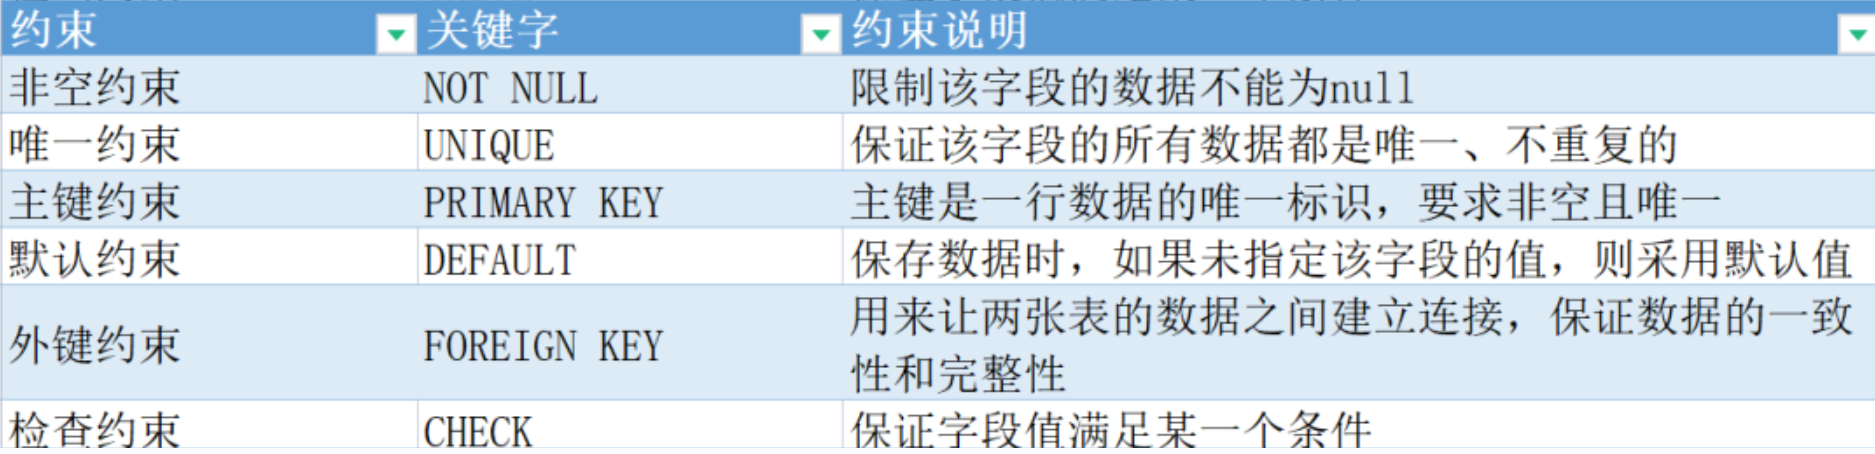 约束 关键字 约束说明
非空约束 NOT NULL 限制该字段的数据不能为null
唯一约束 UNIQUE 保证该字段的所有数据都是唯一、不重复的
主键约束 PRIMARY KEY 主键是一行数据的唯一标识，要求非空且唯一
默认约束 DEFAULT 保存数据时，如果未指定该字段的值，则采用默认值
外键约束 FOREIGN KEY 用来让两张表的数据之间建立连接，保证数据的一致
性和完整性
检查约束 CHECK 保证字段值满足某一个条件